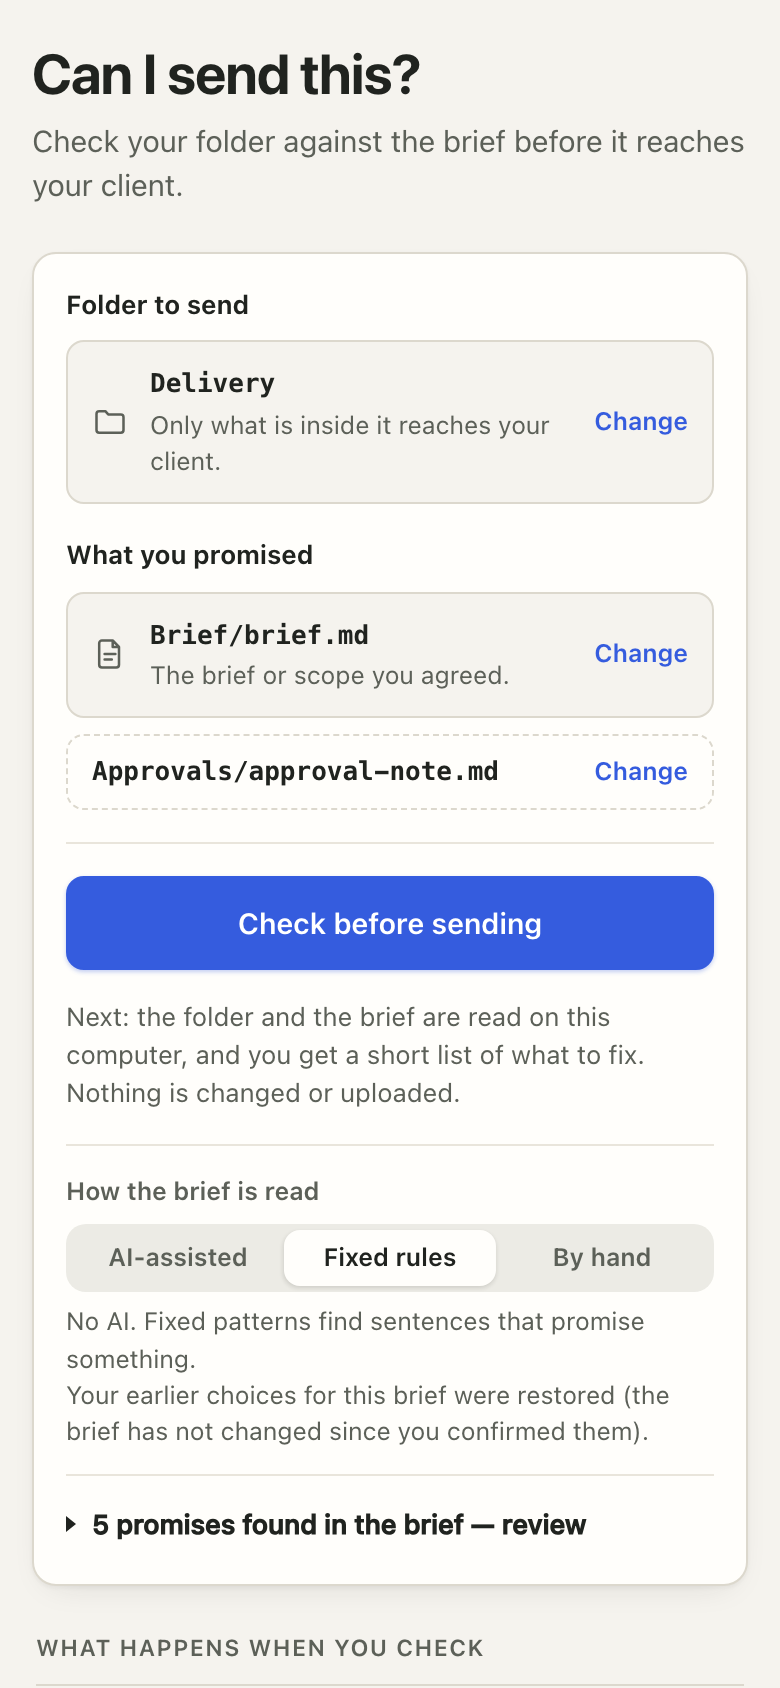 Can I send this?
Check your folder against the brief before it reaches
your client.
Folder to send
Delivery
Only what is inside it reaches your
client.
Change
What you promised
Brief/brief.md
The brief or scope you agreed.
Change
Approvals/approval-note.md
Change
Check before sending
Next: the folder and the brief are read on this
computer, and you get a short list of what to fix.
Nothing is changed or uploaded.
How the brief is read
AI-assisted
Fixed rules
By hand
No AI. Fixed patterns find sentences that promise
something.
Your earlier choices for this brief were restored (the
brief has not changed since you confirmed them).
5 promises found in the brief — review
WHAT HAPPENS WHEN YOU CHECK